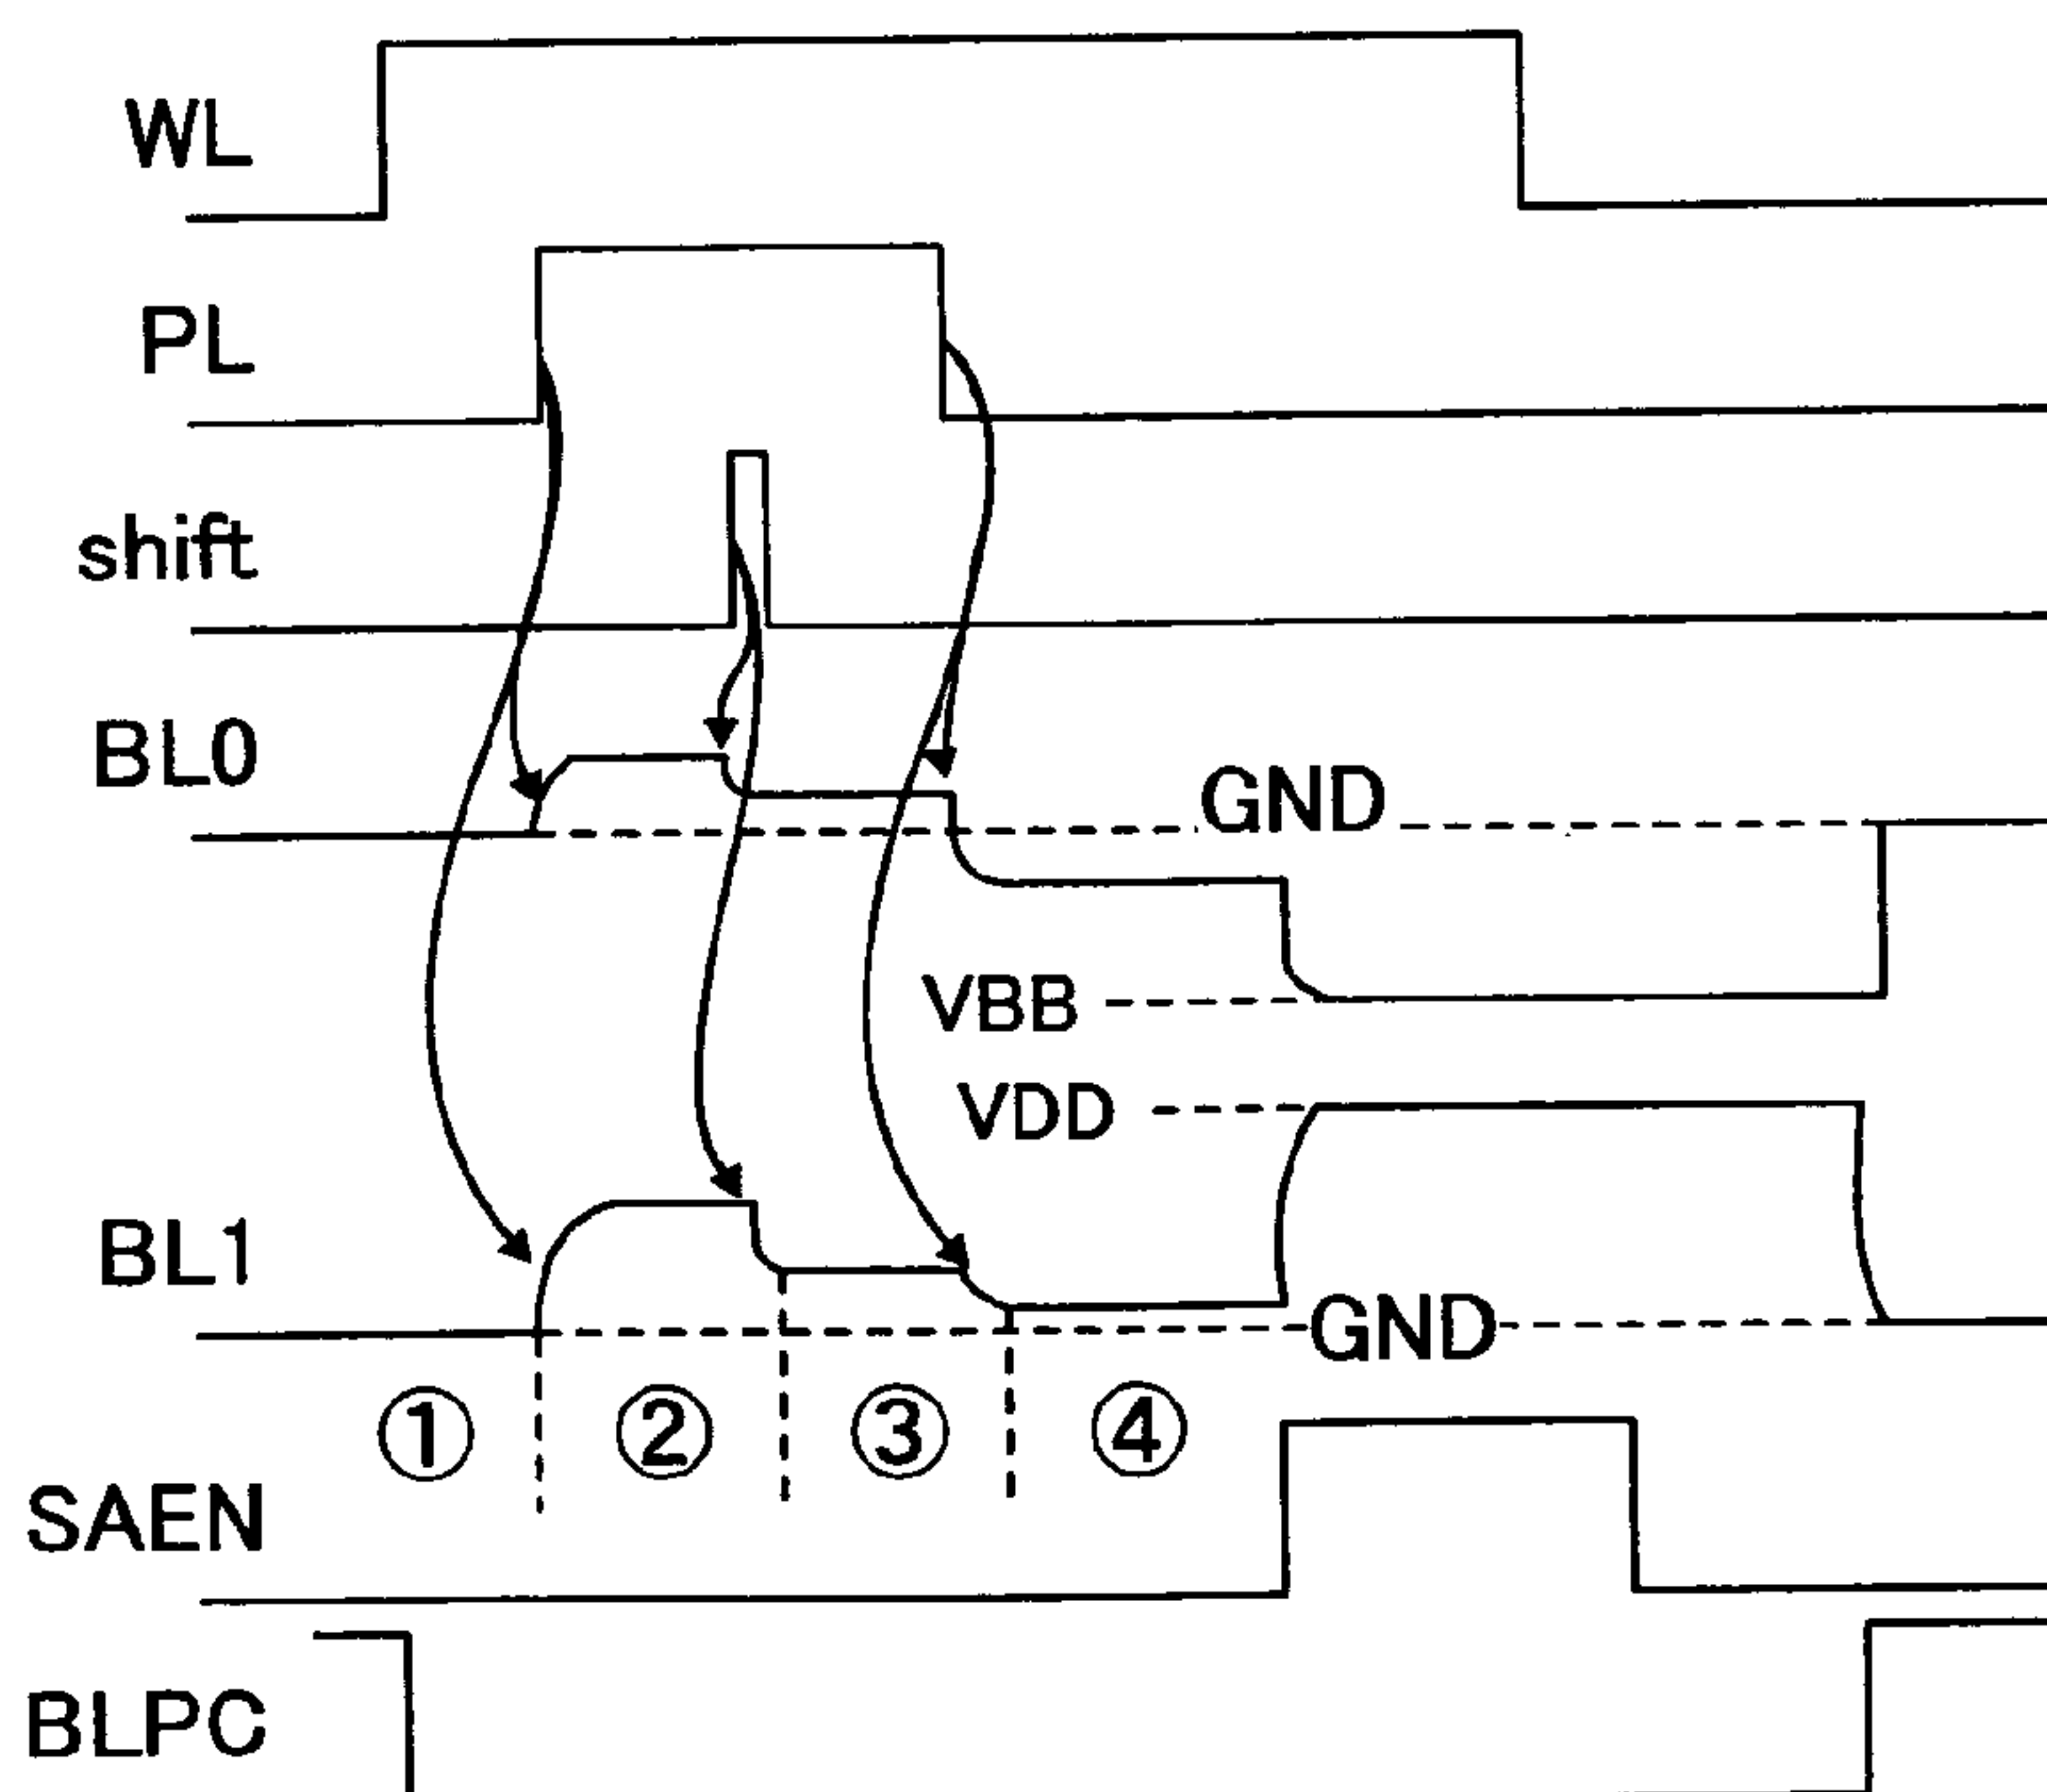 WL
PL
shift
BL0
GND
VBB
VDD
BL1
GND
① ② ③ ④
SAEN
BLPC